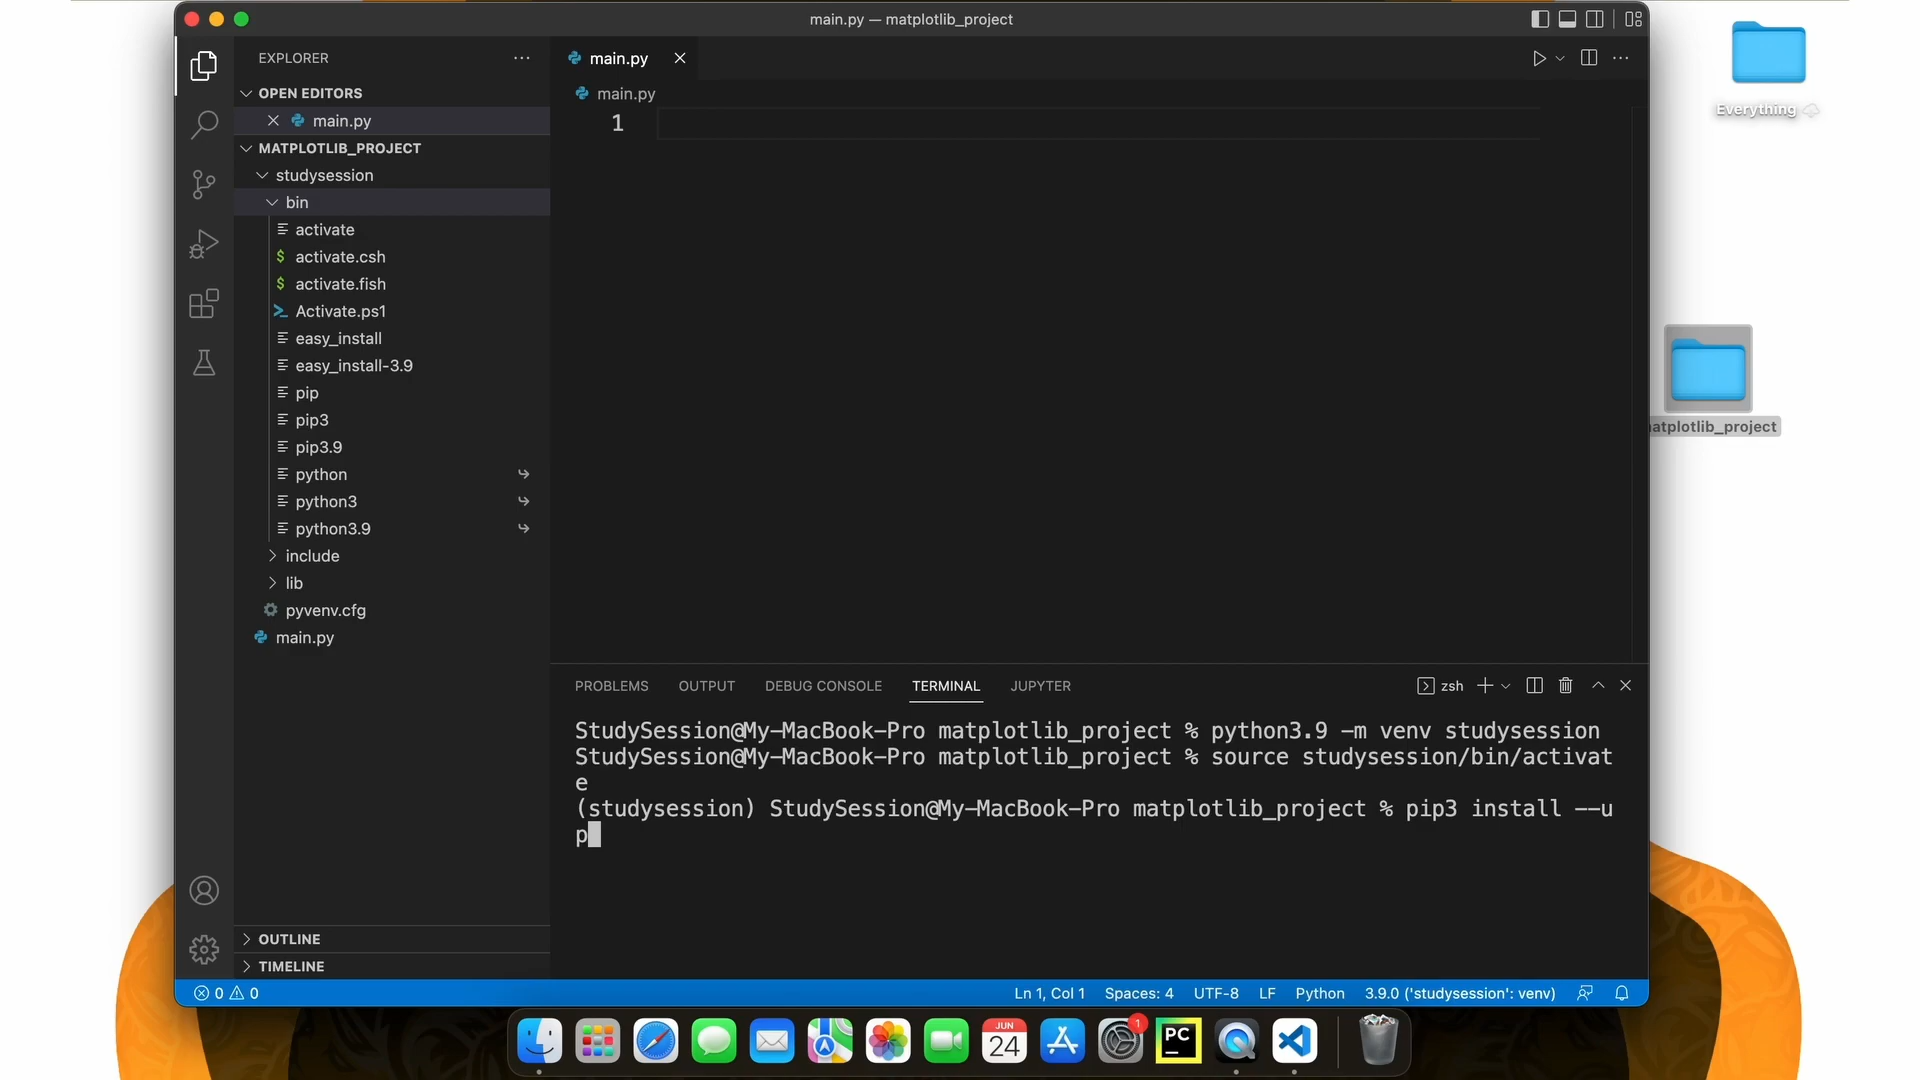 main.py — matplotlib_project
EXPLORER
main.py
OPEN EDITORS
main.py
MATPLOTLIB_PROJECT
studysession
bin
activate
$ activate.csh
$ activate.fish
Activate.ps1
easy_install
easy_install-3.9
pip
pip3
pip3.9
python
python3
python3.9
include
lib
pyvenv.cfg
main.py
OUTLINE
TIMELINE
main.py
1
PROBLEMS OUTPUT DEBUG CONSOLE TERMINAL JUPYTER
zsh
StudySession@My-MacBook-Pro matplotlib_project % python3.9 -m venv studysession
StudySession@My-MacBook-Pro matplotlib_project % source studysession/bin/activat
e
(studysession) StudySession@My-MacBook-Pro matplotlib_project % pip3 install --u
p
0 0
Ln 1, Col 1 Spaces: 4 UTF-8 LF Python 3.9.0 ('studysession': venv)
Everything
atplotlib_project
JUN
24
1
PC